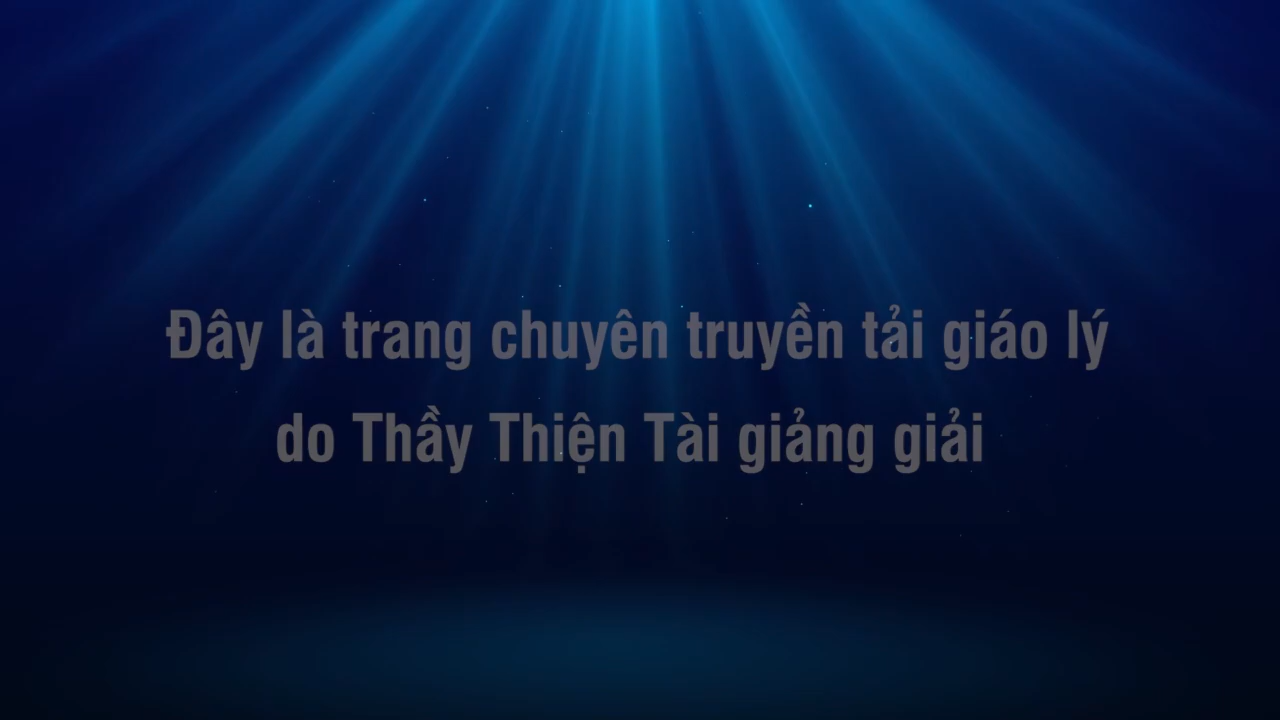 Đây là trang chuyên truyền tải giáo lý
do Thầy Thiện Tài giảng giải